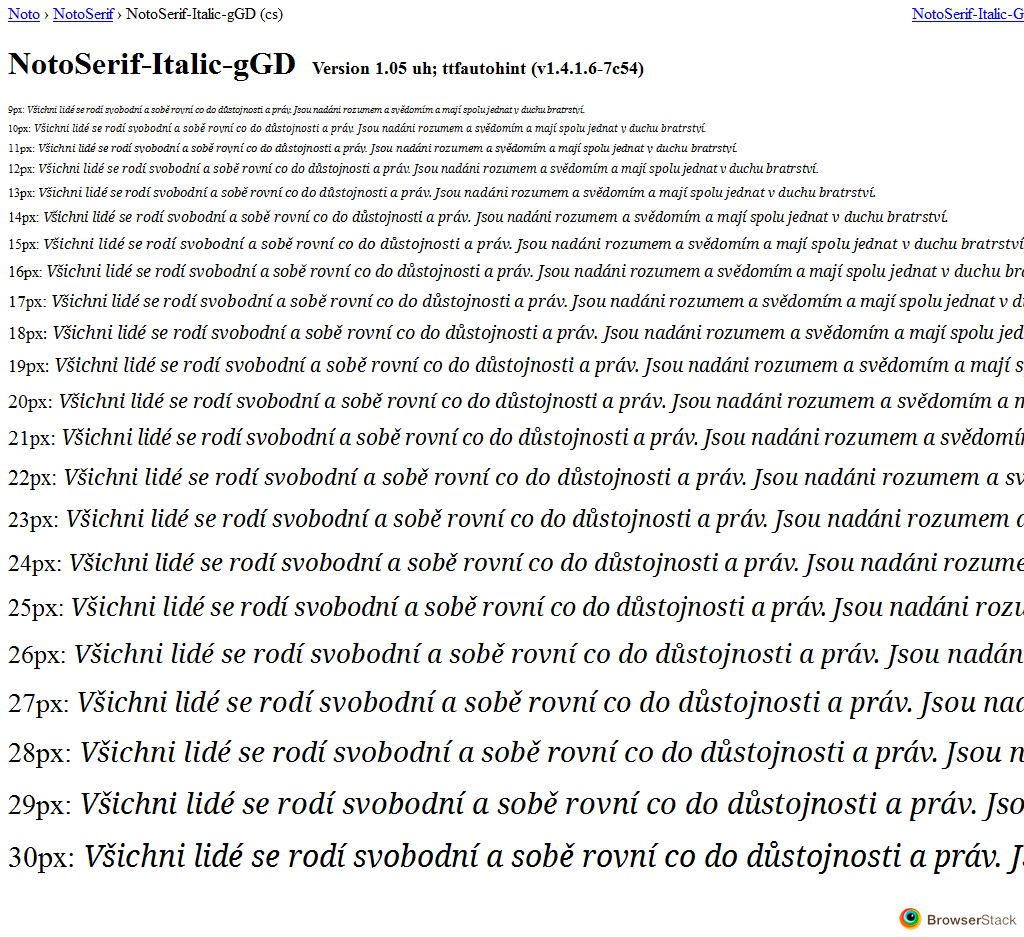 Noto › NotoSerif › NotoSerif-Italic-gGD (cs) NotoSerif-Italic-G
NotoSerif-Italic-gGD Version 1.05 uh; ttfautohint (v1.4.1.6-7c54)
9px: Všichni lidé se rodí svobodní a sobě rovní co do důstojnosti a práv. Jsou nadáni rozumem a svědomím a mají spolu jednat v duchu bratrství.
10px: Všichni lidé se rodí svobodní a sobě rovní co do důstojnosti a práv. Jsou nadáni rozumem a svědomím a mají spolu jednat v duchu bratrství.
11px: Všichni lidé se rodí svobodní a sobě rovní co do důstojnosti a práv. Jsou nadáni rozumem a svědomím a mají spolu jednat v duchu bratrství.
12px: Všichni lidé se rodí svobodní a sobě rovní co do důstojnosti a práv. Jsou nadáni rozumem a svědomím a mají spolu jednat v duchu bratrství.
13px: Všichni lidé se rodí svobodní a sobě rovní co do důstojnosti a práv. Jsou nadáni rozumem a svědomím a mají spolu jednat v duchu bratrství.
14px: Všichni lidé se rodí svobodní a sobě rovní co do důstojnosti a práv. Jsou nadáni rozumem a svědomím a mají spolu jednat v duchu bratrství.
15px: Všichni lidé se rodí svobodní a sobě rovní co do důstojnosti a práv. Jsou nadáni rozumem a svědomím a mají spolu jednat v duchu bratrství
16px: Všichni lidé se rodí svobodní a sobě rovní co do důstojnosti a práv. Jsou nadáni rozumem a svědomím a mají spolu jednat v duchu br
17px: Všichni lidé se rodí svobodní a sobě rovní co do důstojnosti a práv. Jsou nadáni rozumem a svědomím a mají spolu jednat v d
18px: Všichni lidé se rodí svobodní a sobě rovní co do důstojnosti a práv. Jsou nadáni rozumem a svědomím a mají spolu jed
19px: Všichni lidé se rodí svobodní a sobě rovní co do důstojnosti a práv. Jsou nadáni rozumem a svědomím a mají s
20px: Všichni lidé se rodí svobodní a sobě rovní co do důstojnosti a práv. Jsou nadáni rozumem a svědomím a m
21px: Všichni lidé se rodí svobodní a sobě rovní co do důstojnosti a práv. Jsou nadáni rozumem a svědomí
22px: Všichni lidé se rodí svobodní a sobě rovní co do důstojnosti a práv. Jsou nadáni rozumem a sv
23px: Všichni lidé se rodí svobodní a sobě rovní co do důstojnosti a práv. Jsou nadáni rozumem a
24px: Všichni lidé se rodí svobodní a sobě rovní co do důstojnosti a práv. Jsou nadáni rozume
25px: Všichni lidé se rodí svobodní a sobě rovní co do důstojnosti a práv. Jsou nadáni rozu
26px: Všichni lidé se rodí svobodní a sobě rovní co do důstojnosti a práv. Jsou nadán
27px: Všichni lidé se rodí svobodní a sobě rovní co do důstojnosti a práv. Jsou nad
28px: Všichni lidé se rodí svobodní a sobě rovní co do důstojnosti a práv. Jsou n
29px: Všichni lidé se rodí svobodní a sobě rovní co do důstojnosti a práv. Jso
30px: Všichni lidé se rodí svobodní a sobě rovní co do důstojnosti a práv. J
BrowserStack